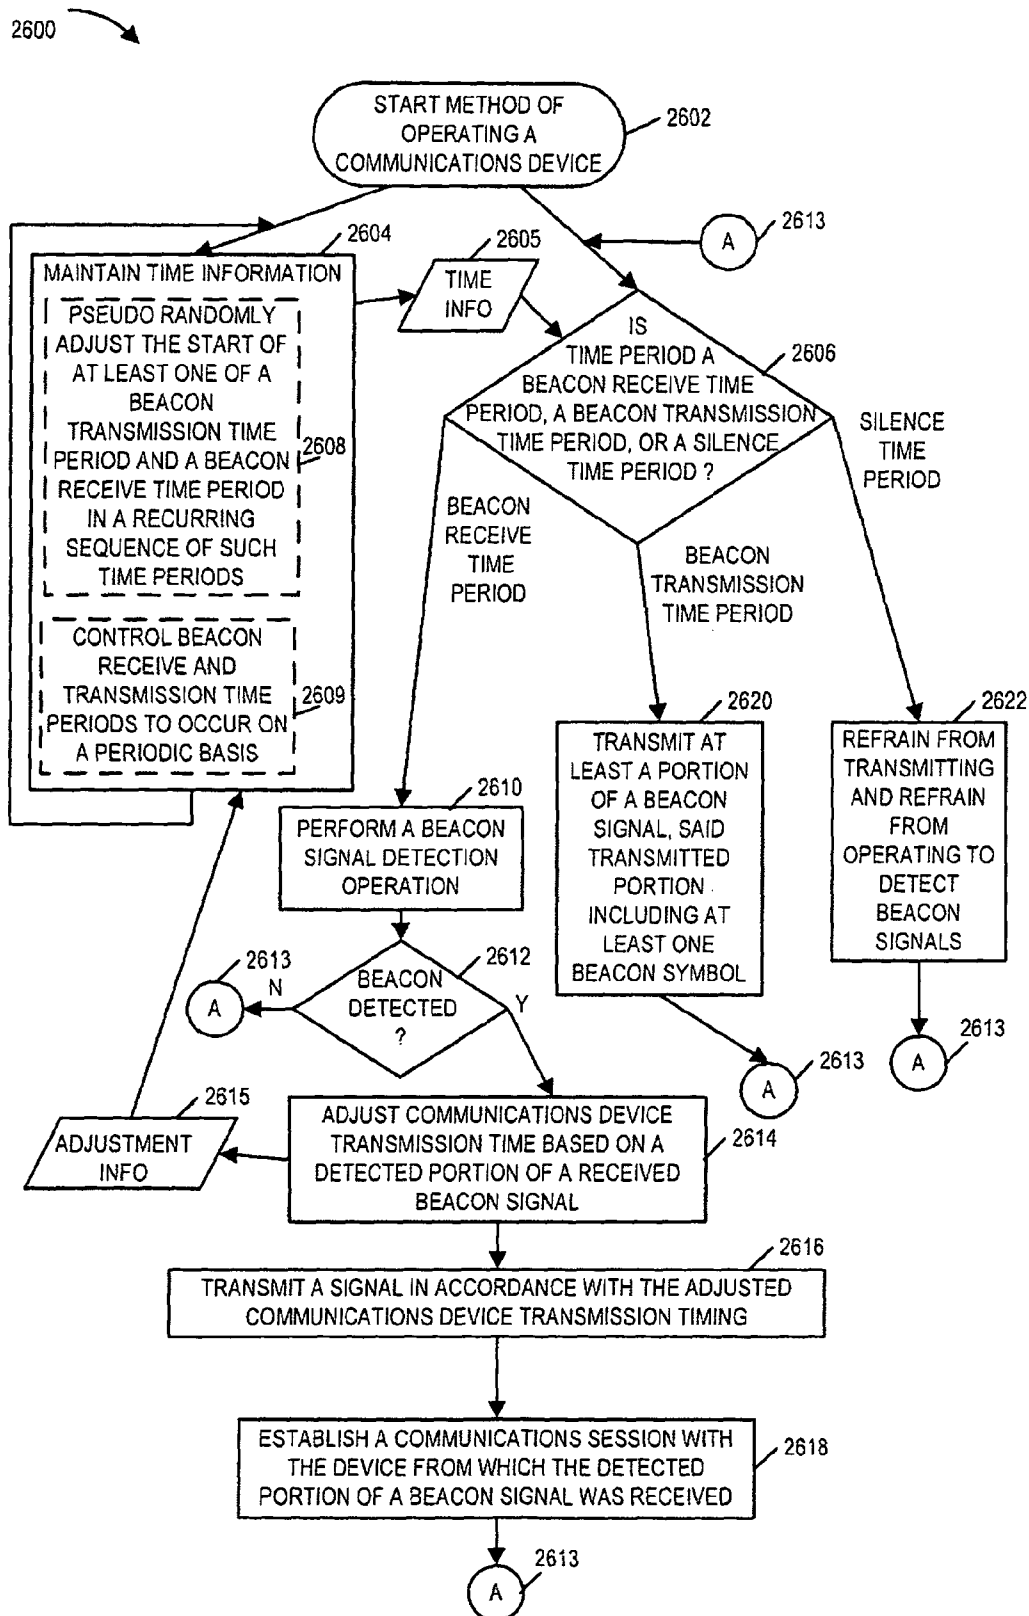 2600
START METHOD OF
OPERATING A
COMMUNICATIONS DEVICE
2602
A
2613
2604
MAINTAIN TIME INFORMATION
PSEUDO RANDOMLY
ADJUST THE START OF
AT LEAST ONE OF A
BEACON
TRANSMISSION TIME
PERIOD AND A BEACON
RECEIVE TIME PERIOD
IN A RECURRING
SEQUENCE OF SUCH
TIME PERIODS
2608
CONTROL BEACON
RECEIVE AND
TRANSMISSION TIME
PERIODS TO OCCUR ON
A PERIODIC BASIS
2609
2605
TIME
INFO
IS
TIME PERIOD A
BEACON RECEIVE TIME
PERIOD, A BEACON TRANSMISSION
TIME PERIOD, OR A SILENCE
TIME PERIOD ?
2606
BEACON
RECEIVE
TIME
PERIOD
BEACON
TRANSMISSION
TIME PERIOD
SILENCE
TIME
PERIOD
2610
PERFORM A BEACON
SIGNAL DETECTION
OPERATION
2620
TRANSMIT AT
LEAST A PORTION
OF A BEACON
SIGNAL, SAID
TRANSMITTED
PORTION
INCLUDING AT
LEAST ONE
BEACON SYMBOL
2622
REFRAIN FROM
TRANSMITTING
AND REFRAIN
FROM
OPERATING TO
DETECT
BEACON
SIGNALS
2612
BEACON
DETECTED
?
N
Y
2613
A
2613
A
2613
A
2615
ADJUSTMENT
INFO
ADJUST COMMUNICATIONS DEVICE
TRANSMISSION TIME BASED ON A
DETECTED PORTION OF A RECEIVED
BEACON SIGNAL
2614
2616
TRANSMIT A SIGNAL IN ACCORDANCE WITH THE ADJUSTED
COMMUNICATIONS DEVICE TRANSMISSION TIMING
ESTABLISH A COMMUNICATIONS SESSION WITH
THE DEVICE FROM WHICH THE DETECTED
PORTION OF A BEACON SIGNAL WAS RECEIVED
2618
2613
A